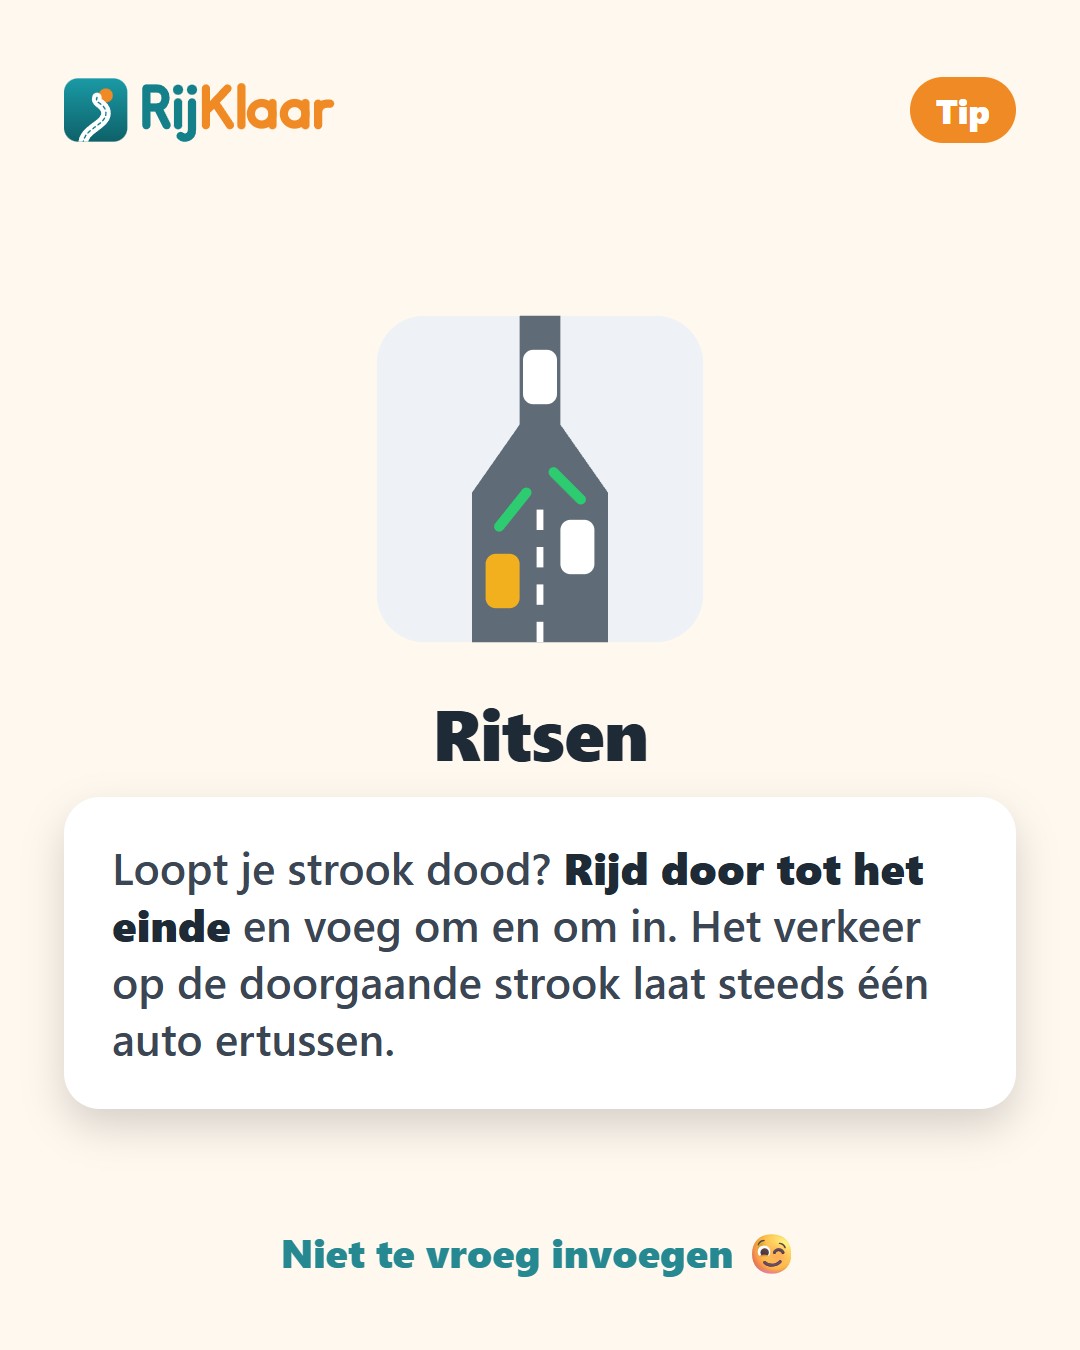 RijKlaar
Tip
Ritsen
Loopt je strook dood? Rijd door tot het
einde en voeg om en om in. Het verkeer
op de doorgaande strook laat steeds één
auto ertussen.
Niet te vroeg invoegen 😉